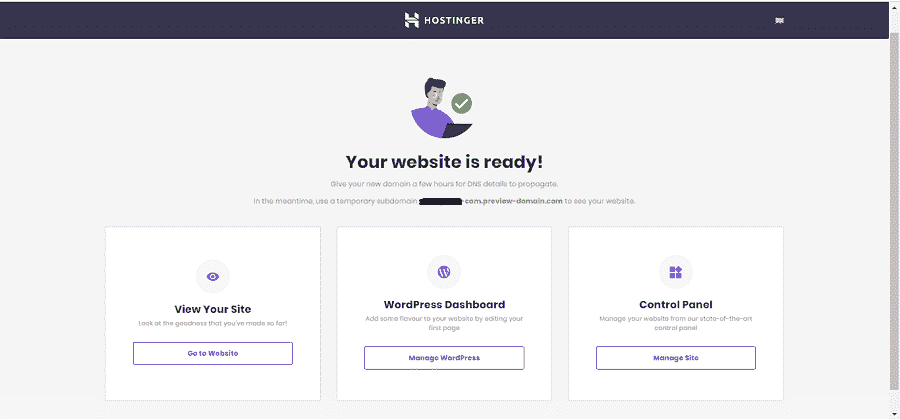 HOSTINGER
Your website is ready!
Give your new domain a few hours for DNS details to propagate.
In the meantime, use a temporary subdomain -com.preview-domain.com to see your website.
View Your Site
Look at the goodness that you've made so far!
Go to Website
WordPress Dashboard
Add some flavour to your website by editing your
first page
Manage WordPress
Control Panel
Manage your website from our state-of-the-art
control panel
Manage Site